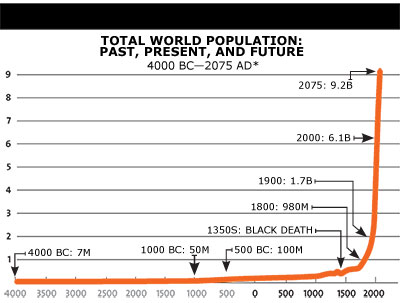 TOTAL WORLD POPULATION:
PAST, PRESENT, AND FUTURE
4000 BC—2075 AD*
9
2075: 9.2B
8
7
2000: 6.1B
6
5
4
1900: 1.7B
3
1800: 980M
2
1350S: BLACK DEATH
4000 BC: 7M
1000 BC: 50M
500 BC: 100M
1
4000 3500 3000 2500 2000 1500 1000 500 0 500 1000 1500 2000